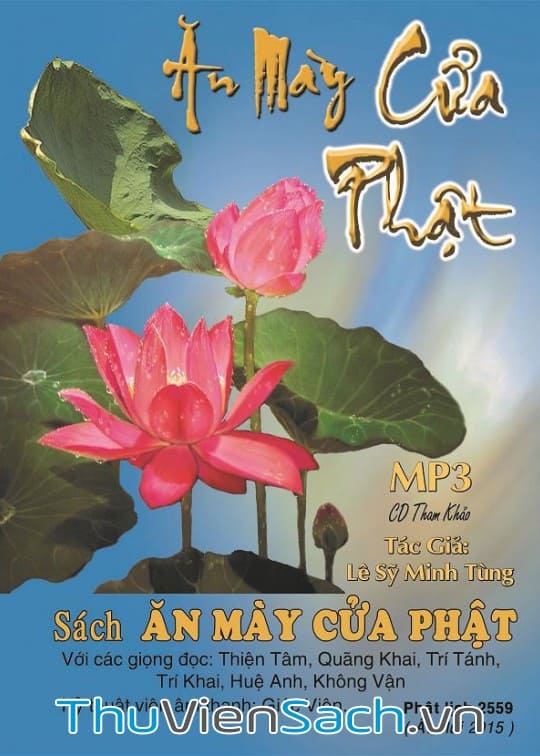 Ăn Mày Cửa
Phật
MP3
CD Tham Khảo
Tác Giả:
Lê Sỹ Minh Tùng
Sách ĂN MÀY CỬA PHẬT
Với các giọng đọc: Thiện Tâm, Quãng Khai, Trí Tánh,
Trí Khai, Huệ Anh, Không Vận
Phật lịch 2559
ThuVienSach.vn
2015 )